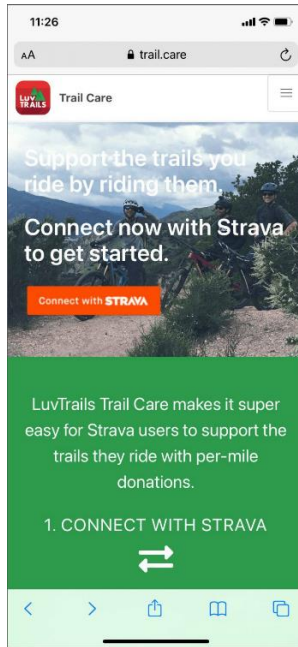 11:26
AA
trail.care
LUV
TRAILS
Trail Care
Support the trails you
ride by riding them.
Connect now with Strava
to get started.
Connect with STRAVA
LuvTrails Trail Care makes it super
easy for Strava users to support the
trails they ride with per-mile
donations.
1. CONNECT WITH STRAVA